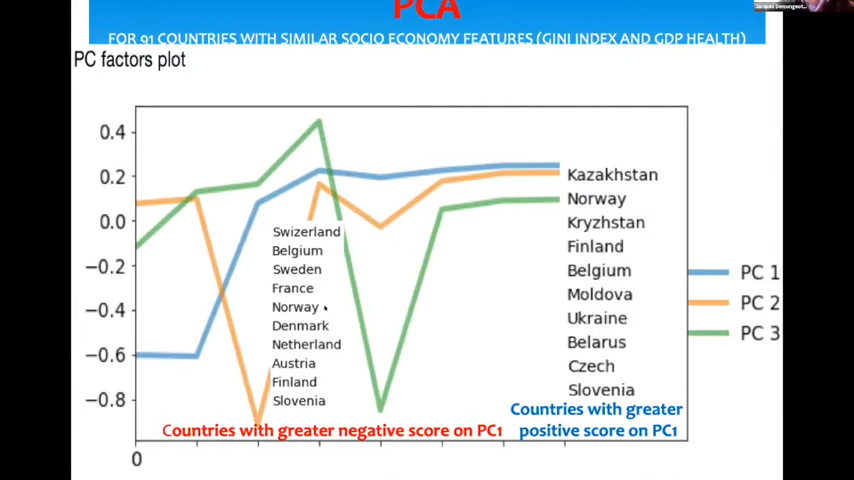 PCA
FOR 91 COUNTRIES WITH SIMILAR SOCIO ECONOMY FEATURES (GINI INDEX AND GDP HEALTH)
PC factors plot
0.4
0.2
0.0
−0.2
−0.4
−0.6
−0.8
0
Swizerland
Belgium
Sweden
France
Norway
Denmark
Netherland
Austria
Finland
Slovenia
Countries with greater negative score on PC1
Kazakhstan
Norway
Kryzhstan
Finland
Belgium
Moldova
Ukraine
Belarus
Czech
Slovenia
Countries with greater
positive score on PC1
PC 1
PC 2
PC 3